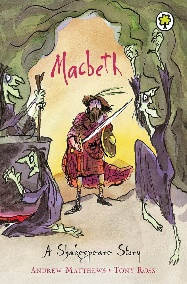 Macbeth
A Shakespeare Story
ANDREW MATTHEWS • TONY ROSS